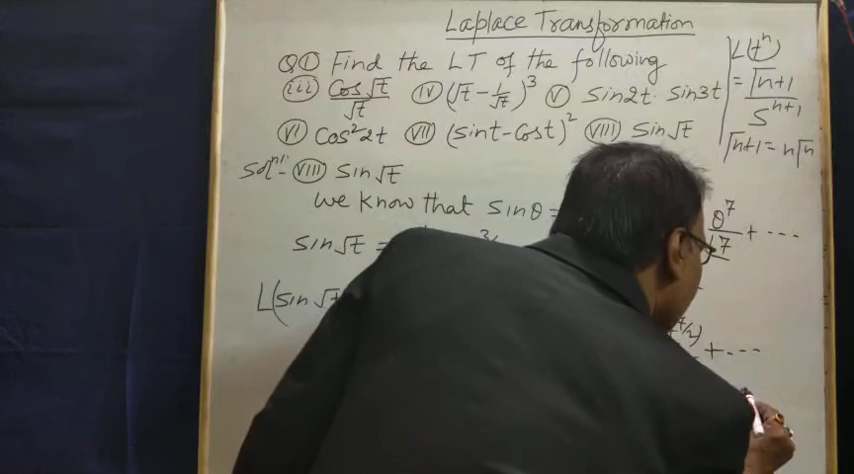 Laplace Transformation
Q① Find the LT of the following
(iii) Cos√t/√t (iv) (√t - 1/√t)³ (v) sin2t. sin3t
(vi) Cos²2t (vii) (sint - Cost)² (viii) Sin√t
L(tⁿ)
= Γn+1/Sⁿ⁺¹
Γn+1 = nΓn
Solⁿ:- (viii) Sin√t
we know that sinθ = θ⁷/⌊7 + ---
sin√t =
L(sin√t
+ ---